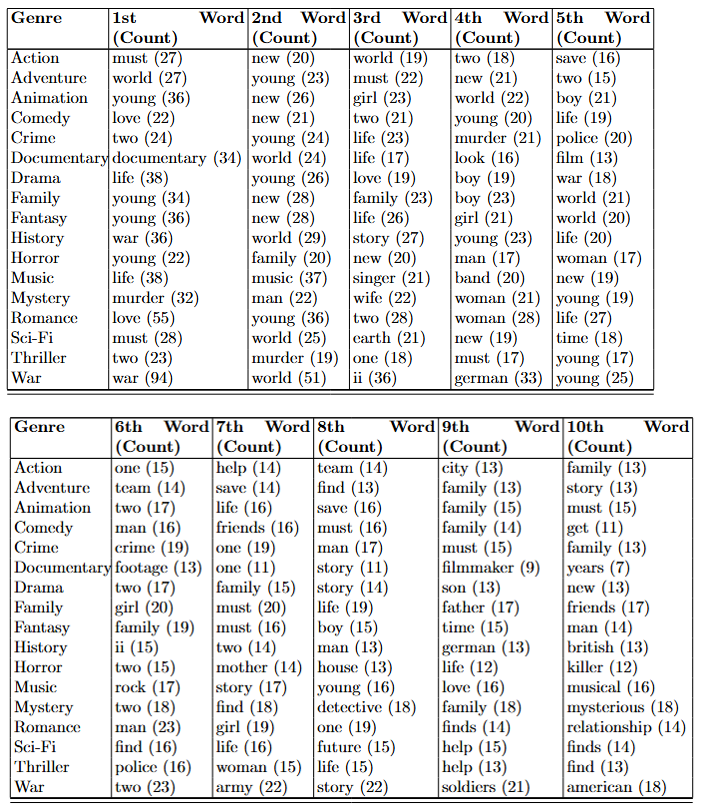 Genre 1st Word (Count) 2nd Word (Count) 3rd Word (Count) 4th Word (Count) 5th Word (Count)
Action must (27) new (20) world (19) two (18) save (16)
Adventure world (27) young (23) must (22) new (21) two (15)
Animation young (36) new (26) girl (23) world (22) boy (21)
Comedy love (22) new (21) two (21) young (20) life (19)
Crime two (24) young (24) life (23) murder (21) police (20)
Documentary documentary (34) world (24) life (17) look (16) film (13)
Drama life (38) young (26) love (19) boy (19) war (18)
Family young (34) new (28) family (23) boy (23) world (21)
Fantasy young (36) new (28) life (26) girl (21) world (20)
History war (36) world (29) story (27) young (23) life (20)
Horror young (22) family (20) new (20) man (17) woman (17)
Music life (38) music (37) singer (21) band (20) new (19)
Mystery murder (32) man (22) wife (22) woman (21) young (19)
Romance love (55) young (36) two (28) woman (28) life (27)
Sci-Fi must (28) world (25) earth (21) new (19) time (18)
Thriller two (23) murder (19) one (18) must (17) young (17)
War war (94) world (51) ii (36) german (33) young (25)
Genre 6th Word (Count) 7th Word (Count) 8th Word (Count) 9th Word (Count) 10th Word (Count)
Action one (15) help (14) team (14) city (13) family (13)
Adventure team (14) save (14) find (13) family (13) story (13)
Animation two (17) life (16) save (16) family (15) must (15)
Comedy man (16) friends (16) must (16) family (14) get (11)
Crime crime (19) one (19) man (17) must (15) family (13)
Documentary footage (13) one (11) story (11) filmmaker (9) years (7)
Drama two (17) family (15) story (14) son (13) new (13)
Family girl (20) must (20) life (19) father (17) friends (17)
Fantasy family (19) must (16) boy (15) time (15) man (14)
History ii (15) two (14) man (13) german (13) british (13)
Horror two (15) mother (14) house (13) life (12) killer (12)
Music rock (17) story (17) young (16) love (16) musical (16)
Mystery two (18) find (18) detective (18) family (18) mysterious (18)
Romance man (23) girl (19) one (19) finds (14) relationship (14)
Sci-Fi find (16) life (16) future (15) help (15) finds (14)
Thriller police (16) woman (15) life (15) help (13) find (13)
War two (23) army (22) story (22) soldiers (21) american (18)